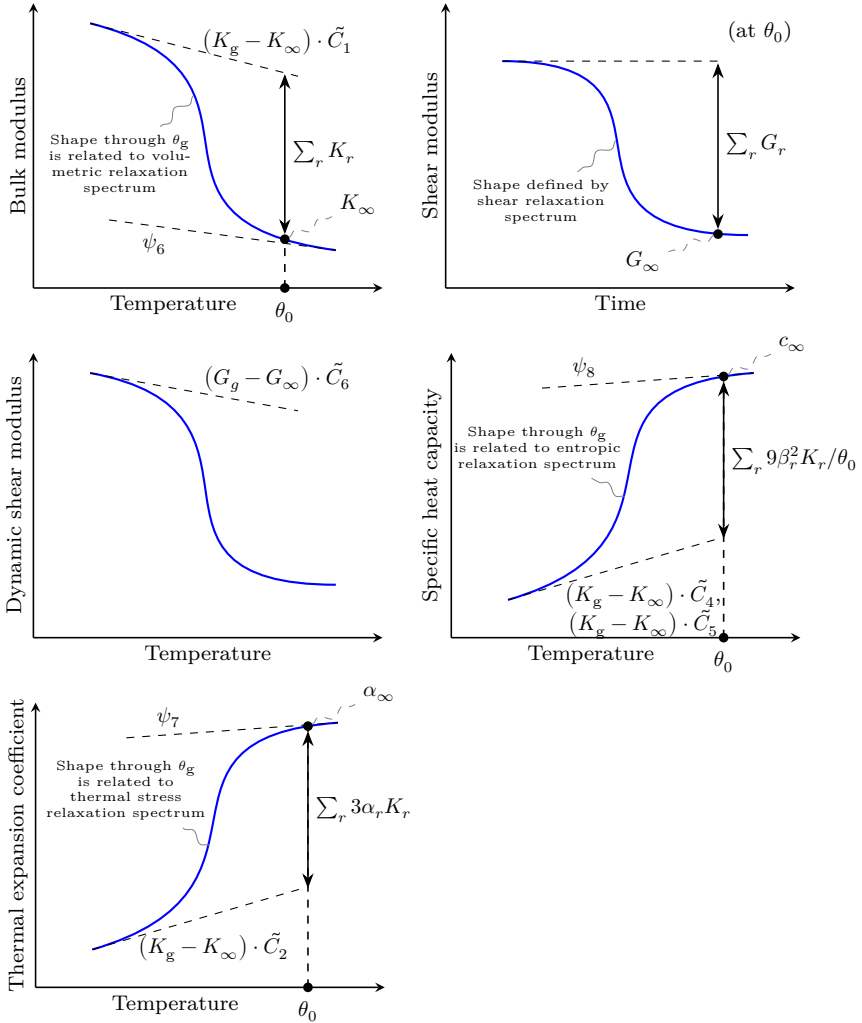 Bulk modulus
(K_g − K_∞) · C̃_1
Shape through θ_g
is related to volu-
metric relaxation
spectrum
∑_r K_r
K_∞
ψ_6
Temperature
θ_0
Shear modulus
(at θ_0)
∑_r G_r
Shape defined by
shear relaxation
spectrum
G_∞
Time
Dynamic shear modulus
(G_g − G_∞) · C̃_6
Temperature
Specific heat capacity
c_∞
ψ_8
Shape through θ_g
is related to entropic
relaxation spectrum
∑_r 9β_r^2 K_r/θ_0
(K_g − K_∞) · C̃_4,
(K_g − K_∞) · C̃_5
Temperature
θ_0
Thermal expansion coefficient
α_∞
ψ_7
Shape through θ_g
is related to
thermal stress
relaxation spectrum
∑_r 3α_r K_r
(K_g − K_∞) · C̃_2
Temperature
θ_0